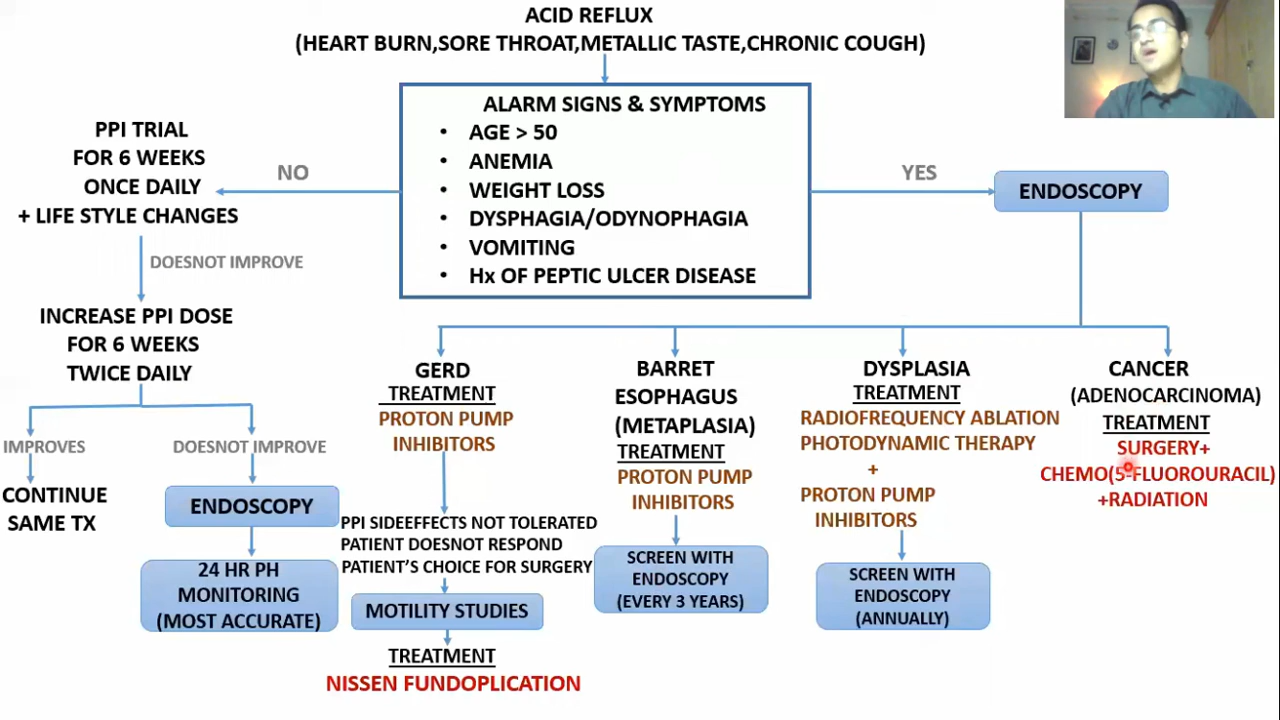 ACID REFLUX
(HEART BURN,SORE THROAT,METALLIC TASTE,CHRONIC COUGH)
ALARM SIGNS & SYMPTOMS
• AGE > 50
• ANEMIA
• WEIGHT LOSS
• DYSPHAGIA/ODYNOPHAGIA
• VOMITING
• Hx OF PEPTIC ULCER DISEASE
NO
YES
PPI TRIAL
FOR 6 WEEKS
ONCE DAILY
+ LIFE STYLE CHANGES
DOESNOT IMPROVE
INCREASE PPI DOSE
FOR 6 WEEKS
TWICE DAILY
IMPROVES
DOESNOT IMPROVE
CONTINUE
SAME TX
ENDOSCOPY
24 HR PH
MONITORING
(MOST ACCURATE)
ENDOSCOPY
GERD
TREATMENT
PROTON PUMP
INHIBITORS
PPI SIDEEFFECTS NOT TOLERATED
PATIENT DOESNOT RESPOND
PATIENT'S CHOICE FOR SURGERY
MOTILITY STUDIES
TREATMENT
NISSEN FUNDOPLICATION
BARRET
ESOPHAGUS
(METAPLASIA)
TREATMENT
PROTON PUMP
INHIBITORS
SCREEN WITH
ENDOSCOPY
(EVERY 3 YEARS)
DYSPLASIA
TREATMENT
RADIOFREQUENCY ABLATION
PHOTODYNAMIC THERAPY
+
PROTON PUMP
INHIBITORS
SCREEN WITH
ENDOSCOPY
(ANNUALLY)
CANCER
(ADENOCARCINOMA)
TREATMENT
SURGERY+
CHEMO(5-FLUOROURACIL)
+RADIATION